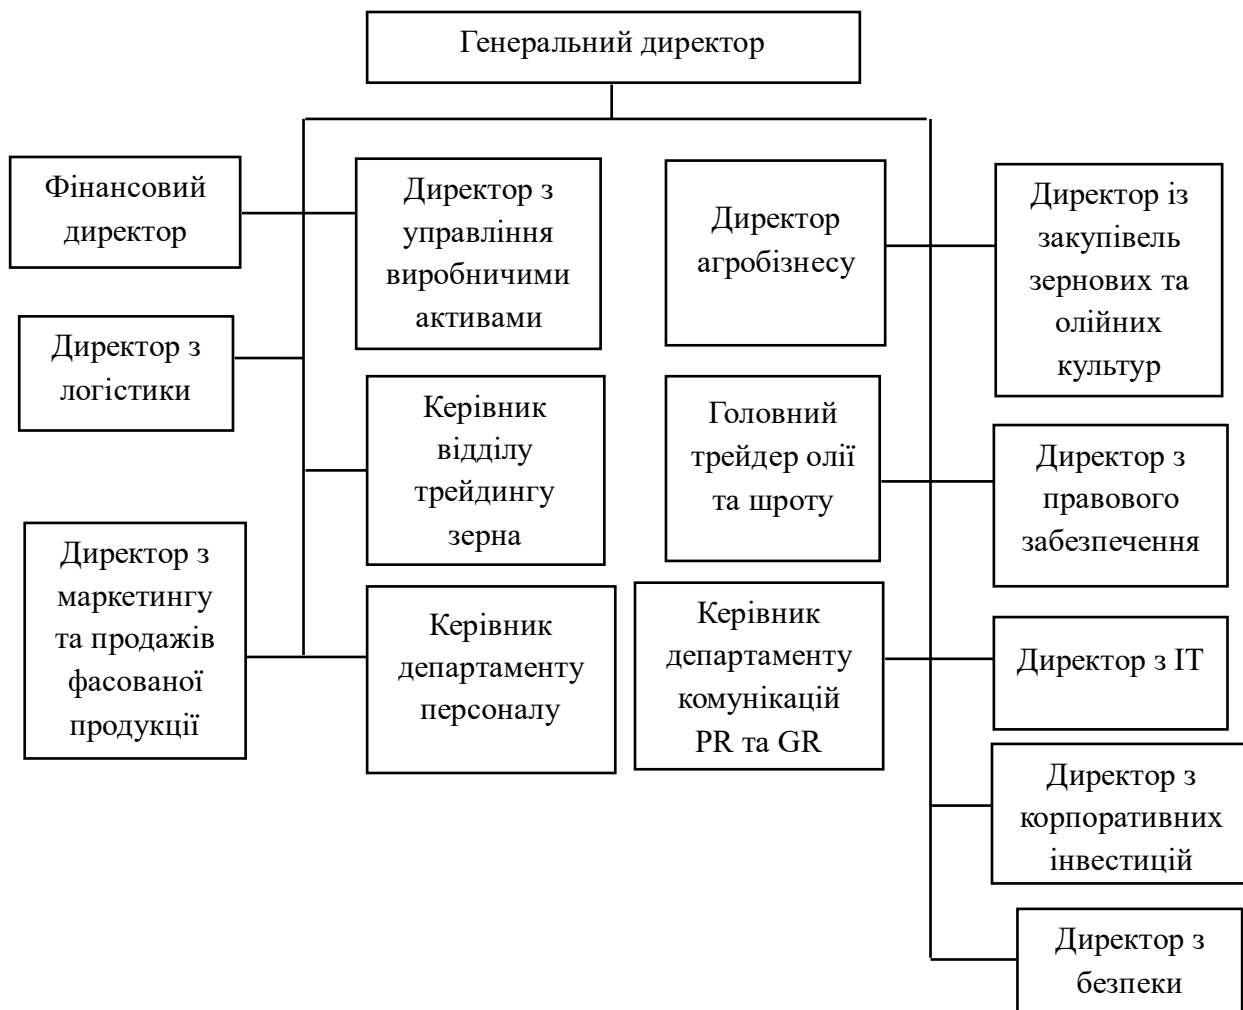 Генеральний директор
Фінансовий
директор
Директор з
управління
виробничими
активами
Директор
агробізнесу
Директор із
закупівель
зернових та
олійних
культур
Директор з
логістики
Керівник
відділу
трейдингу
зерна
Головний
трейдер олії
та шроту
Директор з
правового
забезпечення
Директор з
маркетингу
та продажів
фасованої
продукції
Керівник
департаменту
персоналу
Керівник
департаменту
комунікацій
PR та GR
Директор з ІТ
Директор з
корпоративних
інвестицій
Директор з
безпеки